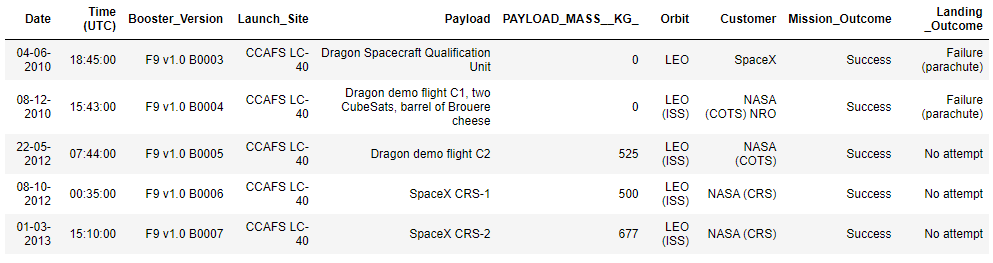 Date Time (UTC) Booster_Version Launch_Site Payload PAYLOAD_MASS__KG_ Orbit Customer Mission_Outcome Landing _Outcome
04-06-2010 18:45:00 F9 v1.0 B0003 CCAFS LC-40 Dragon Spacecraft Qualification Unit 0 LEO SpaceX Success Failure (parachute)
08-12-2010 15:43:00 F9 v1.0 B0004 CCAFS LC-40 Dragon demo flight C1, two CubeSats, barrel of Brouere cheese 0 LEO (ISS) NASA (COTS) NRO Success Failure (parachute)
22-05-2012 07:44:00 F9 v1.0 B0005 CCAFS LC-40 Dragon demo flight C2 525 LEO (ISS) NASA (COTS) Success No attempt
08-10-2012 00:35:00 F9 v1.0 B0006 CCAFS LC-40 SpaceX CRS-1 500 LEO (ISS) NASA (CRS) Success No attempt
01-03-2013 15:10:00 F9 v1.0 B0007 CCAFS LC-40 SpaceX CRS-2 677 LEO (ISS) NASA (CRS) Success No attempt